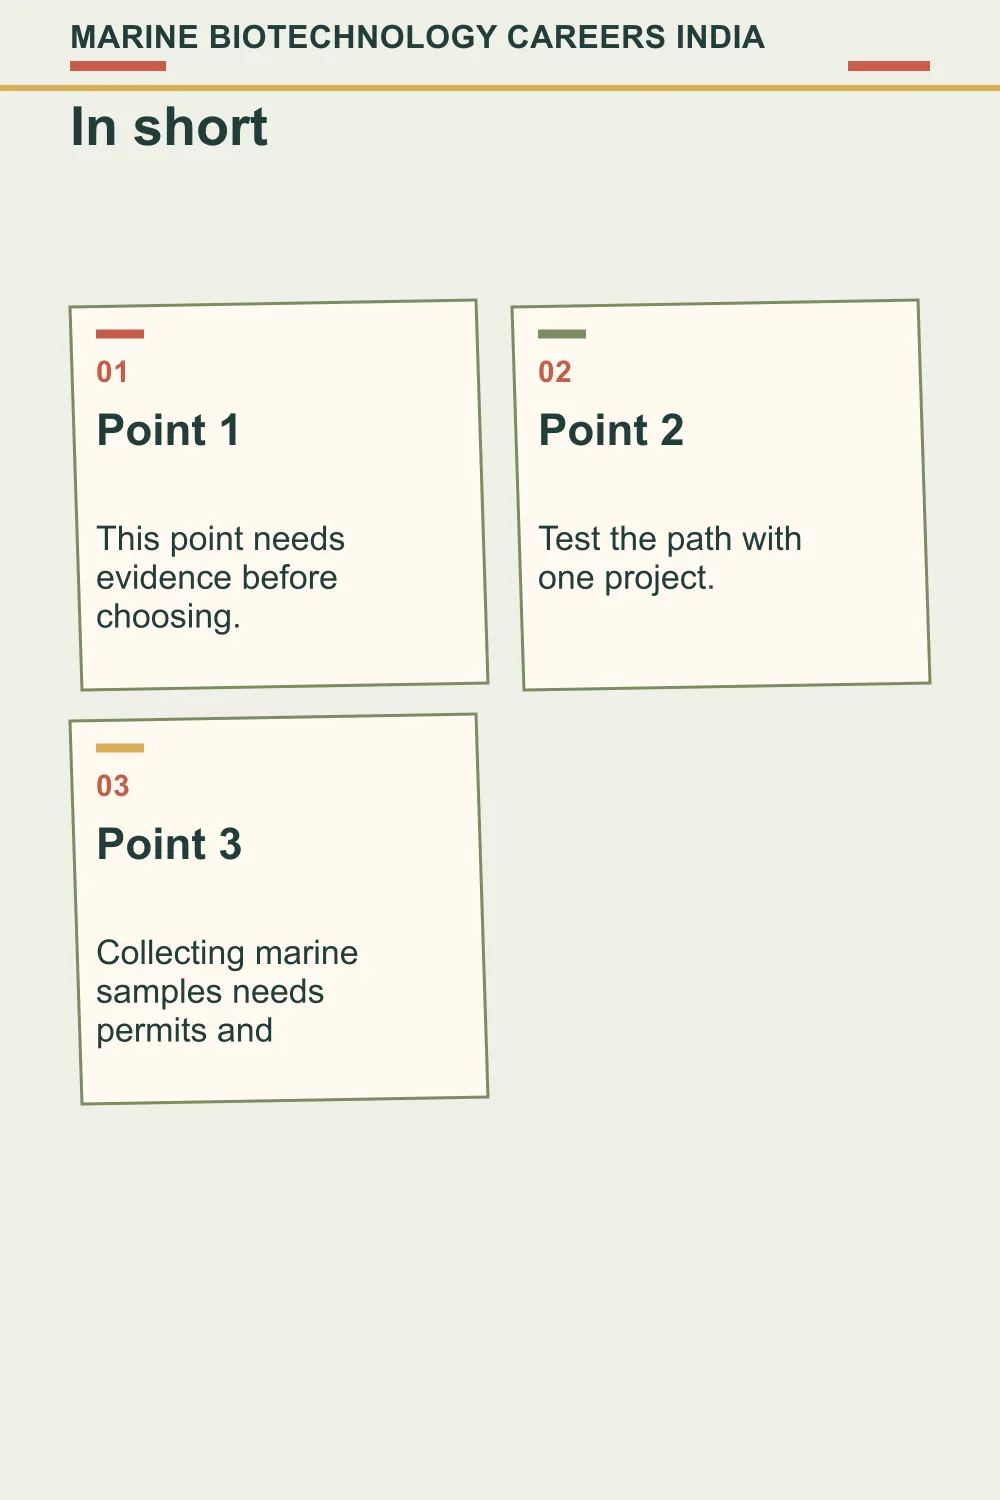 MARINE BIOTECHNOLOGY CAREERS INDIA
In short
01
Point 1
This point needs
evidence before
choosing.
02
Point 2
Test the path with
one project.
03
Point 3
Collecting marine
samples needs
permits and